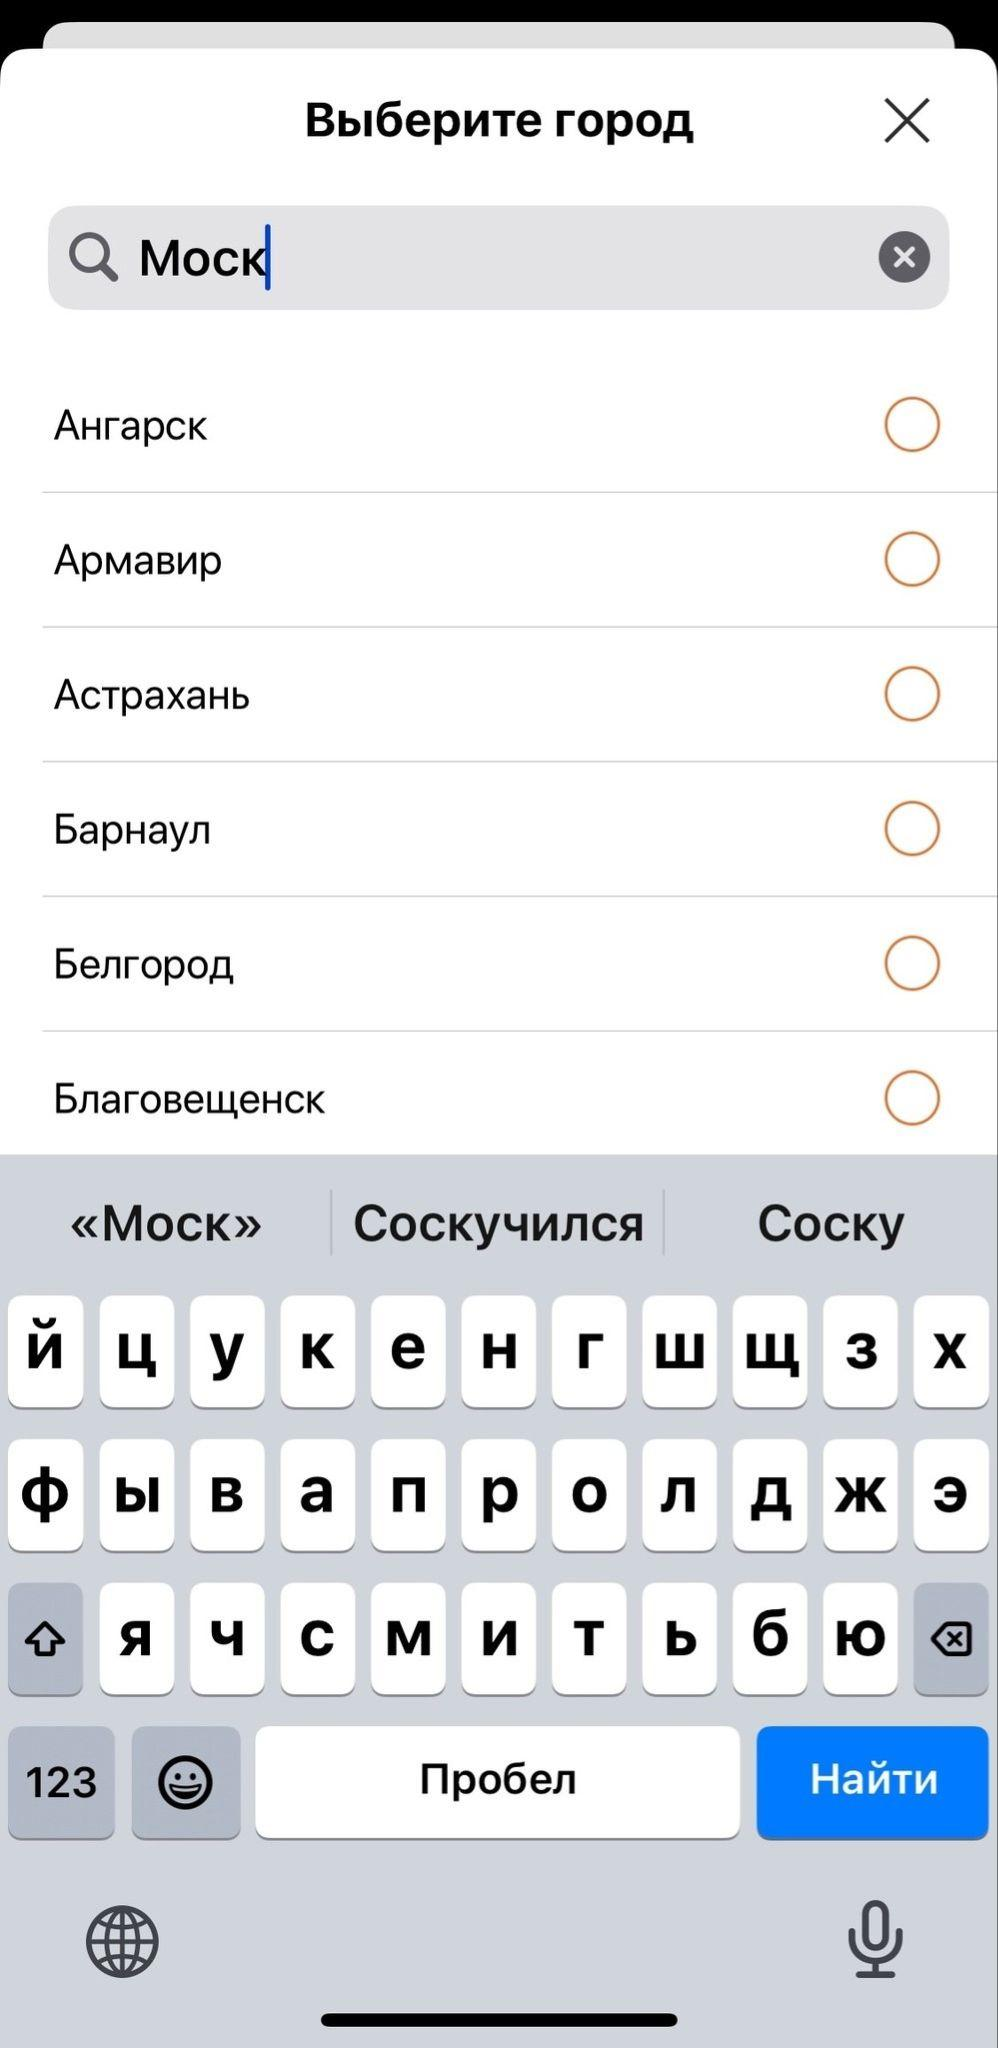 Выберите город
Моск
Ангарск
Армавир
Астрахань
Барнаул
Белгород
Благовещенск
«Моск» Соскучился Соску
й ц у к е н г ш щ з х
ф ы в а п р о л д ж э
я ч с м и т ь б ю
123 Пробел Найти